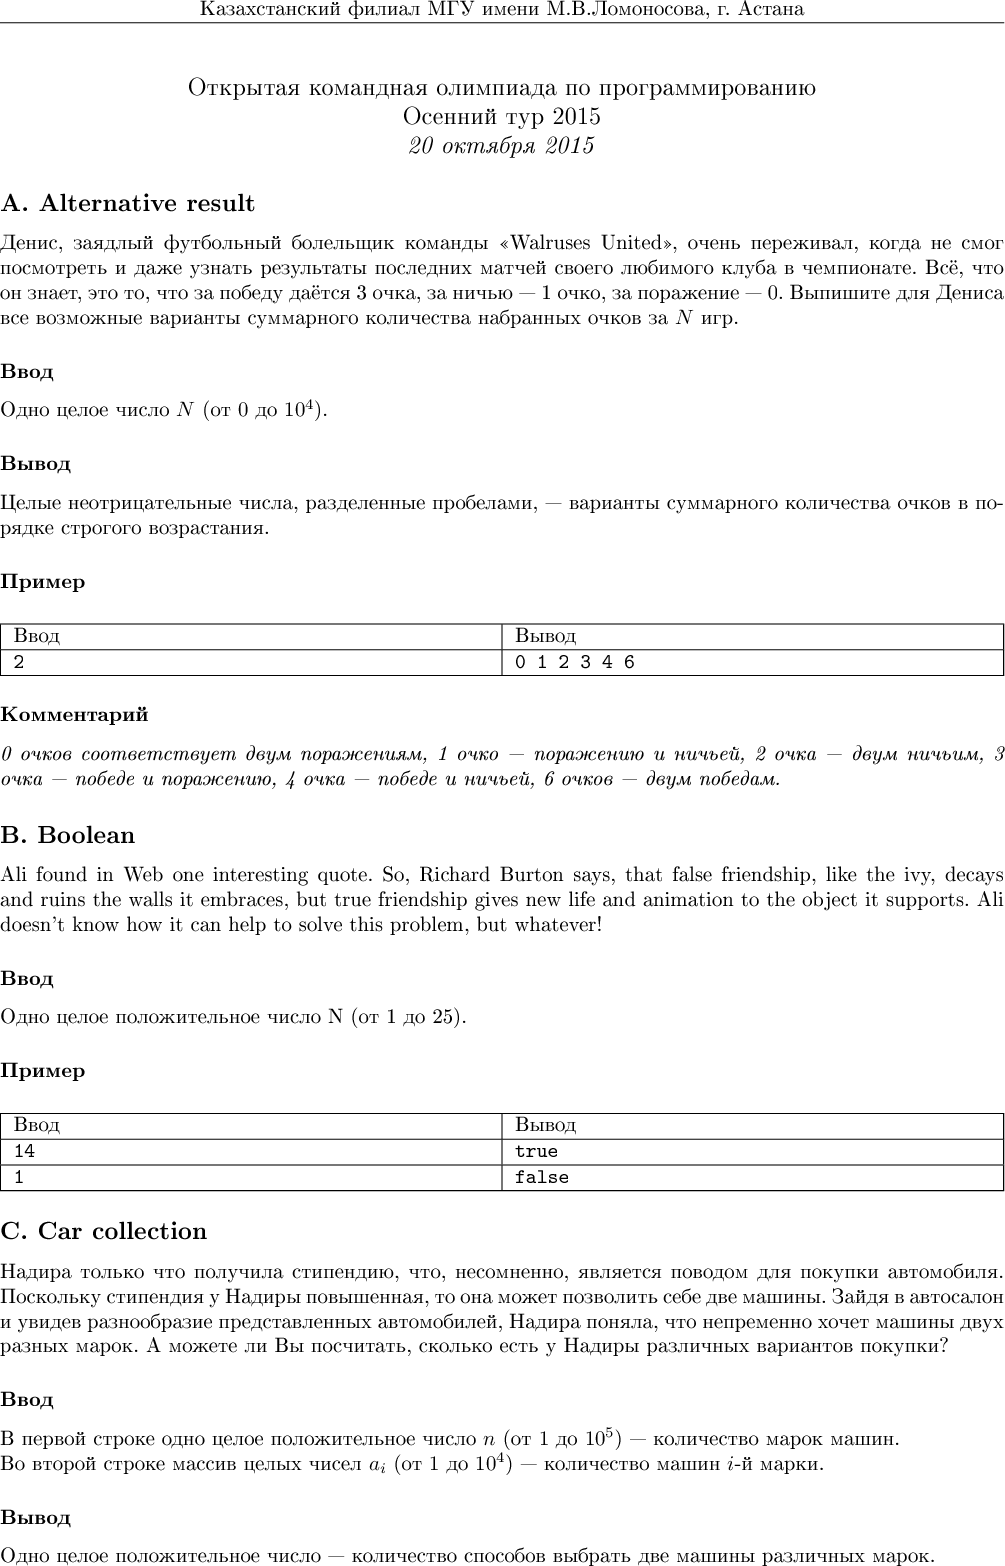 Казахстанский филиал МГУ имени М.В.Ломоносова, г. Астана
Открытая командная олимпиада по программированию
Осенний тур 2015
20 октября 2015
A. Alternative result
Денис, заядлый футбольный болельщик команды «Walruses United», очень переживал, когда не смог
посмотреть и даже узнать результаты последних матчей своего любимого клуба в чемпионате. Всё, что
он знает, это то, что за победу даётся 3 очка, за ничью — 1 очко, за поражение — 0. Выпишите для Дениса
все возможные варианты суммарного количества набранных очков за N игр.
Ввод
Одно целое число N (от 0 до 10⁴).
Вывод
Целые неотрицательные числа, разделенные пробелами, — варианты суммарного количества очков в по-
рядке строгого возрастания.
Пример
Ввод Вывод
2 0 1 2 3 4 6
Комментарий
0 очков соответствует двум поражениям, 1 очко — поражению и ничьей, 2 очка — двум ничьим, 3
очка — победе и поражению, 4 очка — победе и ничьей, 6 очков — двум победам.
B. Boolean
Ali found in Web one interesting quote. So, Richard Burton says, that false friendship, like the ivy, decays
and ruins the walls it embraces, but true friendship gives new life and animation to the object it supports. Ali
doesn't know how it can help to solve this problem, but whatever!
Ввод
Одно целое положительное число N (от 1 до 25).
Пример
Ввод Вывод
14 true
1 false
C. Car collection
Надира только что получила стипендию, что, несомненно, является поводом для покупки автомобиля.
Поскольку стипендия у Надиры повышенная, то она может позволить себе две машины. Зайдя в автосалон
и увидев разнообразие представленных автомобилей, Надира поняла, что непременно хочет машины двух
разных марок. А можете ли Вы посчитать, сколько есть у Надиры различных вариантов покупки?
Ввод
В первой строке одно целое положительное число n (от 1 до 10⁵) — количество марок машин.
Во второй строке массив целых чисел aᵢ (от 1 до 10⁴) — количество машин i-й марки.
Вывод
Одно целое положительное число — количество способов выбрать две машины различных марок.